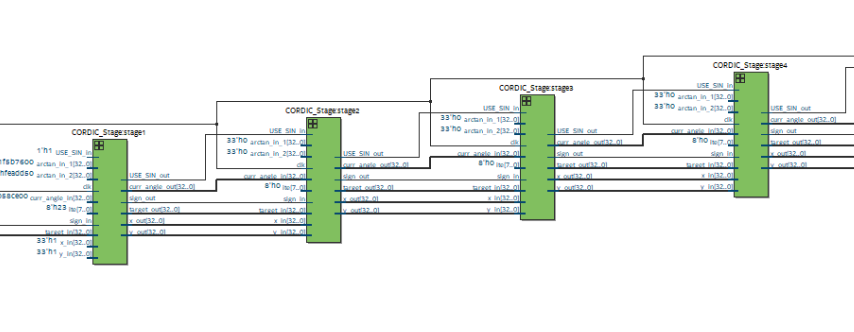 CORDIC_Stage:stage1
1'h1 USE_SIN_in
arctan_in_1[32..0]
arctan_in_2[32..0]
clk
curr_angle_in[32..0]
8'h23 ite[7..0]
sign_in
target_in[32..0]
33'h1 x_in[32..0]
33'h1 y_in[32..0]
USE_SIN_out
curr_angle_out[32..0]
sign_out
target_out[32..0]
x_out[32..0]
y_out[32..0]
CORDIC_Stage:stage2
USE_SIN_in
33'h0 arctan_in_1[32..0]
33'h0 arctan_in_2[32..0]
clk
curr_angle_in[32..0]
8'h0 ite[7..0]
sign_in
target_in[32..0]
x_in[32..0]
y_in[32..0]
USE_SIN_out
curr_angle_out[32..0]
sign_out
target_out[32..0]
x_out[32..0]
y_out[32..0]
CORDIC_Stage:stage3
USE_SIN_in
33'h0 arctan_in_1[32..0]
33'h0 arctan_in_2[32..0]
clk
curr_angle_in[32..0]
8'h0 ite[7..0]
sign_in
target_in[32..0]
x_in[32..0]
y_in[32..0]
USE_SIN_out
curr_angle_out[32..0]
sign_out
target_out[32..0]
x_out[32..0]
y_out[32..0]
CORDIC_Stage:stage4
USE_SIN_in
33'h0 arctan_in_1[32..0]
33'h0 arctan_in_2[32..0]
clk
curr_angle_in[32..0]
8'h0 ite[7..0]
sign_in
target_in[32..0]
x_in[32..0]
y_in[32..0]
USE_SIN_out
curr_angle_out[32..0]
sign_out
target_out[32..0]
x_out[32..0]
y_out[32..0]